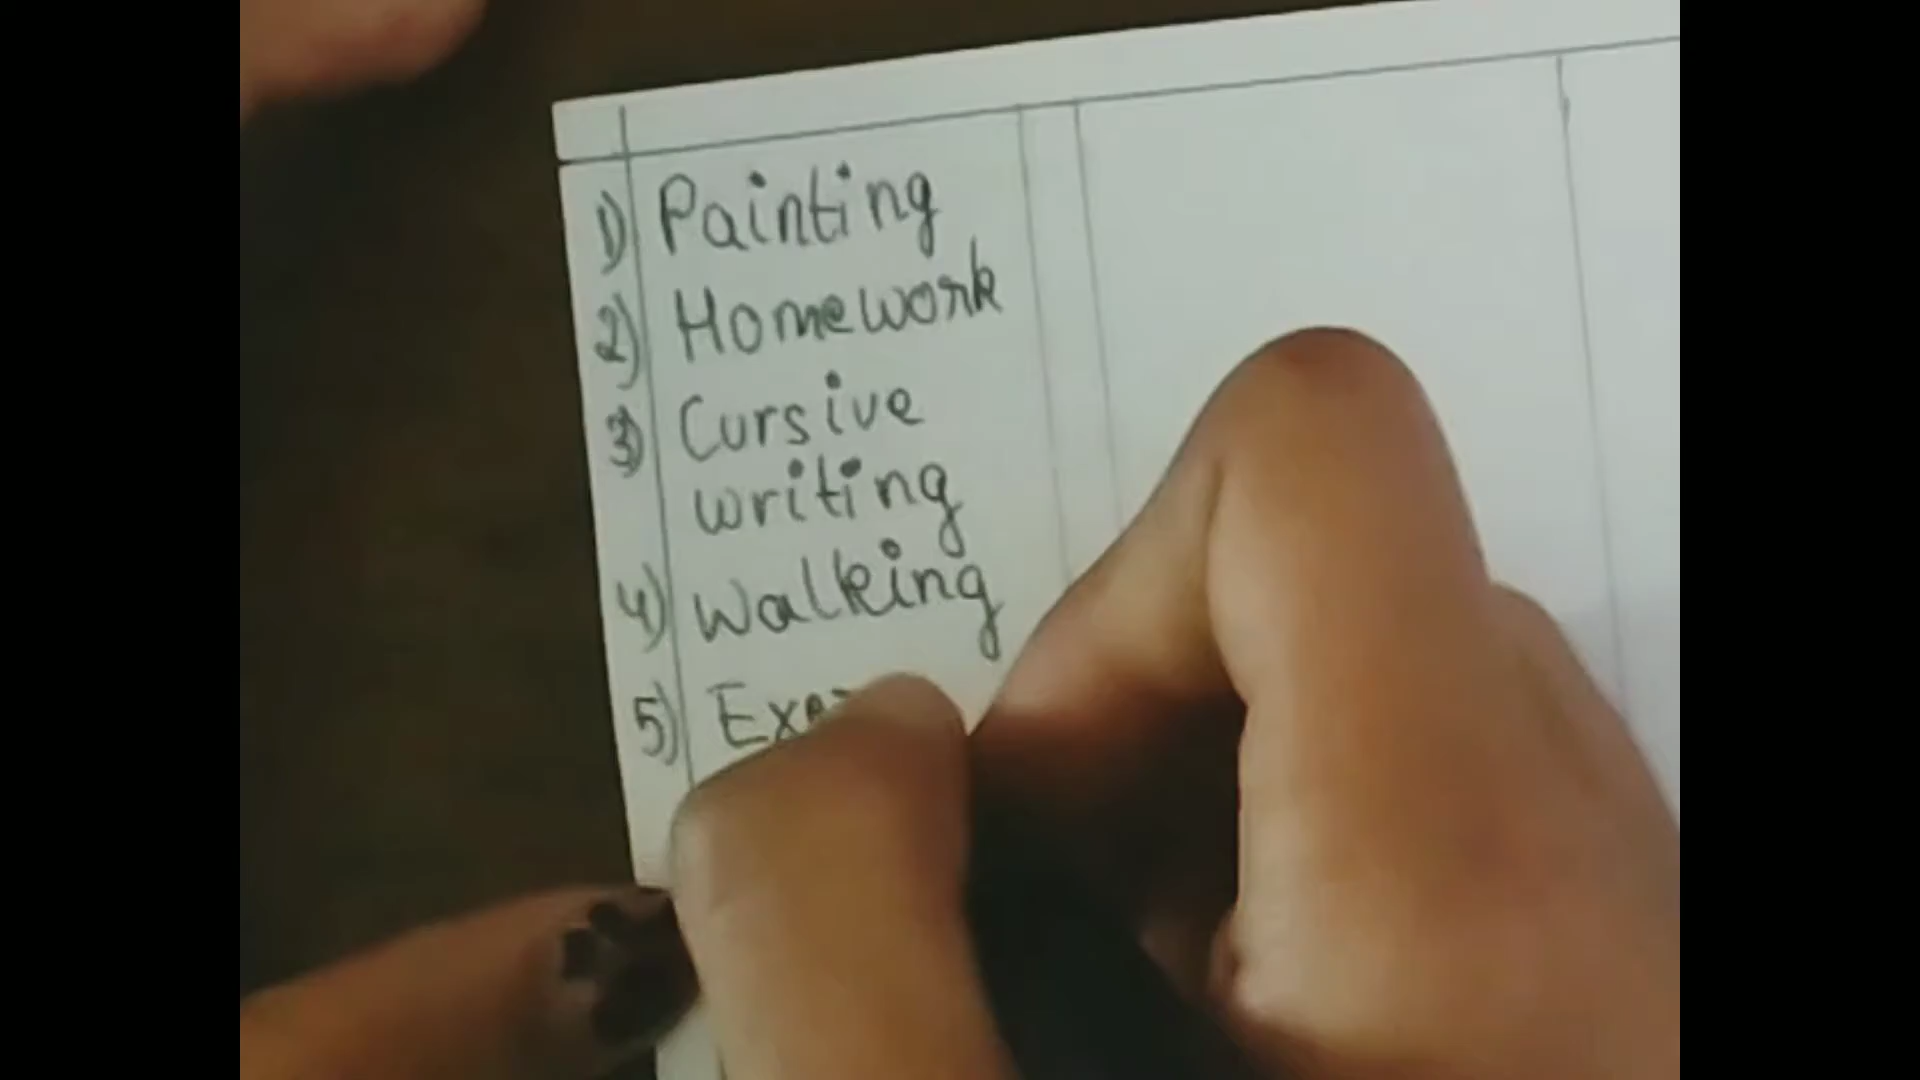 1) Painting
2) Homework
3) Cursive
writing
4) Walking
5)